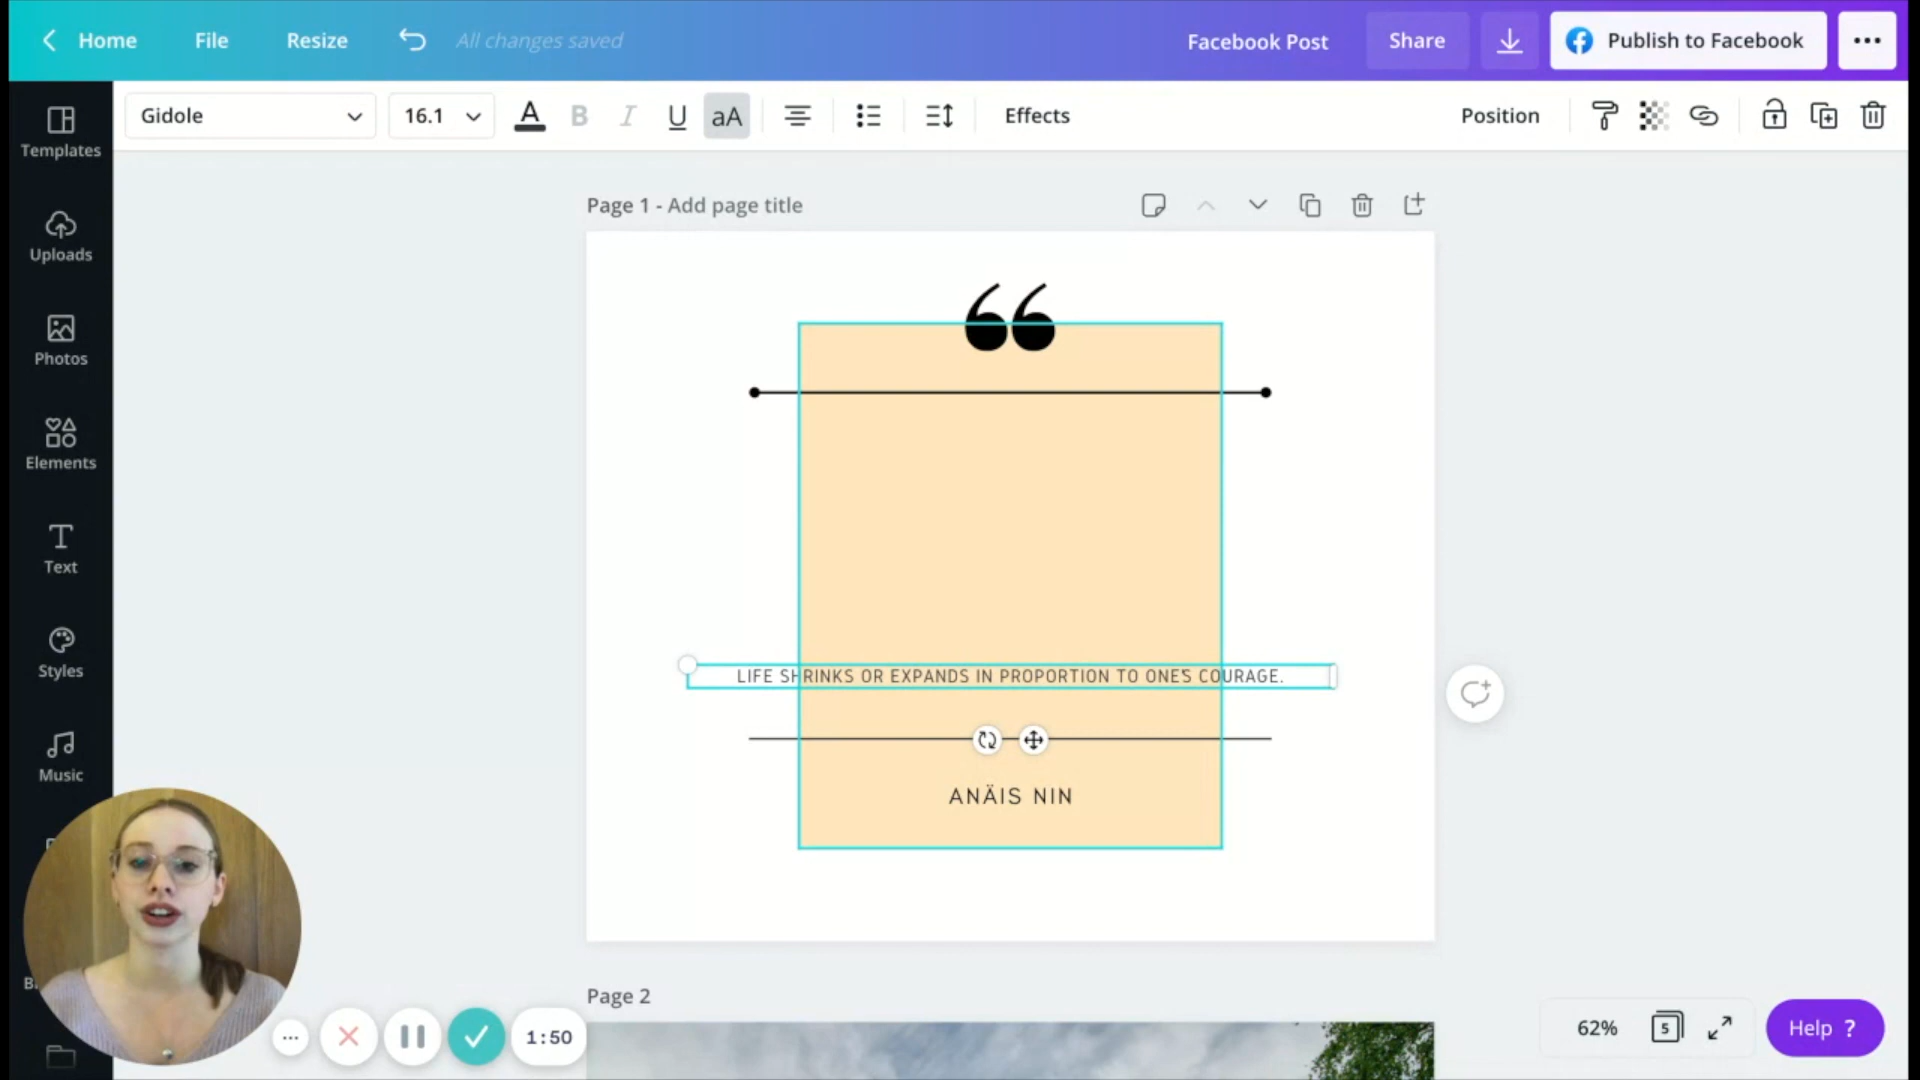 Home File Resize All changes saved Facebook Post Share Publish to Facebook
Gidole 16.1 A B I U aA Effects Position
Templates
Uploads
Photos
Elements
Text
Styles
Music
Page 1 - Add page title
LIFE SHRINKS OR EXPANDS IN PROPORTION TO ONE'S COURAGE.
ANÄIS NIN
Page 2
1:50
62% 5 Help ?